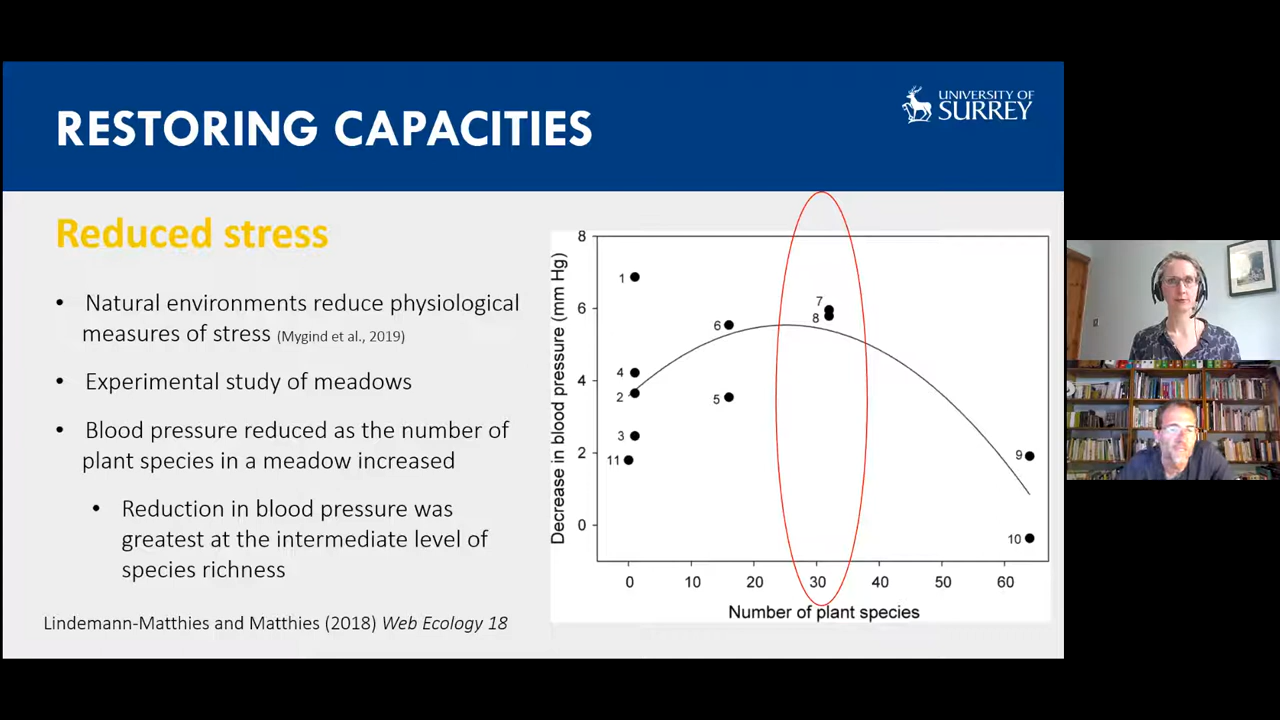 RESTORING CAPACITIES
UNIVERSITY OF
SURREY
Reduced stress
• Natural environments reduce physiological
measures of stress (Mygind et al., 2019)
• Experimental study of meadows
• Blood pressure reduced as the number of
plant species in a meadow increased
• Reduction in blood pressure was
greatest at the intermediate level of
species richness
Lindemann-Matthies and Matthies (2018) Web Ecology 18
Decrease in blood pressure (mm Hg)
8
6
4
2
0
1
4
2
3
11
6
5
7
8
9
10
0 10 20 30 40 50 60
Number of plant species